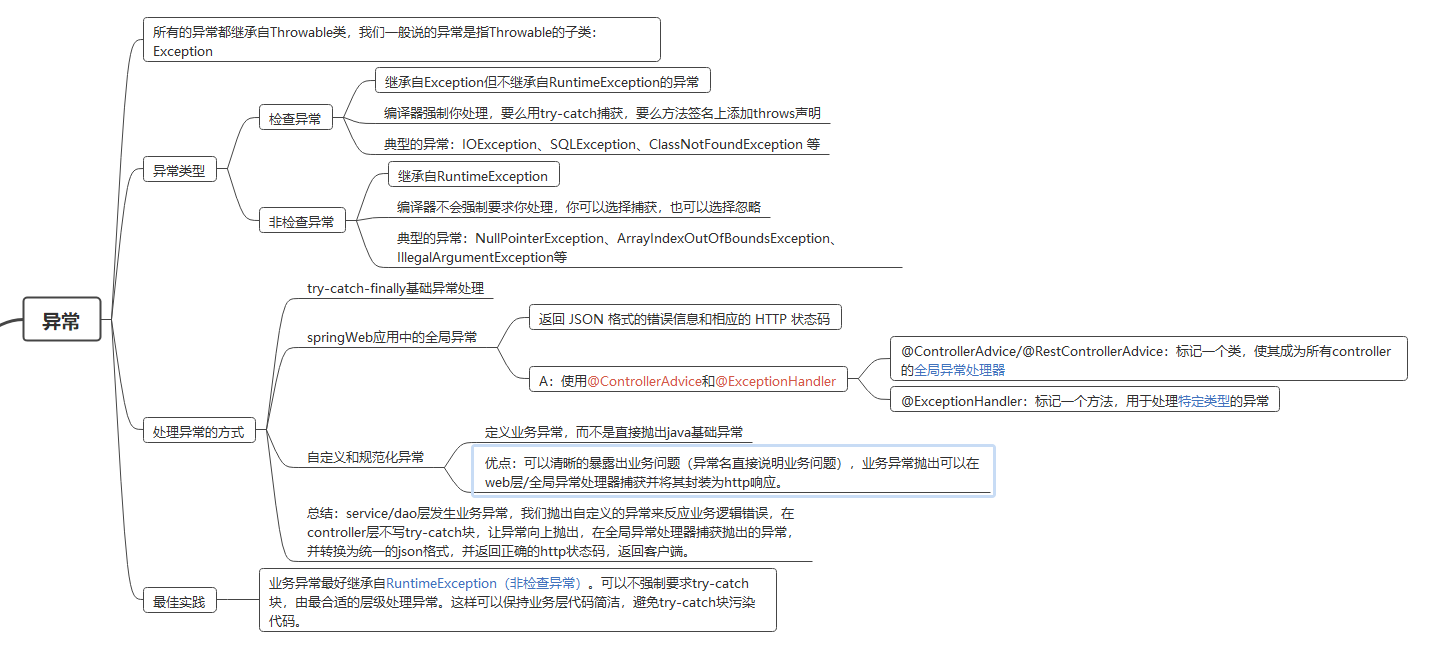 异常
所有的异常都继承自Throwable类，我们一般说的异常是指Throwable的子类：
Exception
异常类型
检查异常
继承自Exception但不继承自RuntimeException的异常
编译器强制你处理，要么用try-catch捕获，要么方法签名上添加throws声明
典型的异常：IOException、SQLException、ClassNotFoundException 等
非检查异常
继承自RuntimeException
编译器不会强制要求你处理，你可以选择捕获，也可以选择忽略
典型的异常：NullPointerException、ArrayIndexOutOfBoundsException、
IllegalArgumentException等
处理异常的方式
try-catch-finally基础异常处理
springWeb应用中的全局异常
返回 JSON 格式的错误信息和相应的 HTTP 状态码
A：使用@ControllerAdvice和@ExceptionHandler
@ControllerAdvice/@RestControllerAdvice：标记一个类，使其成为所有controller
的全局异常处理器
@ExceptionHandler：标记一个方法，用于处理特定类型的异常
自定义和规范化异常
定义业务异常，而不是直接抛出java基础异常
优点：可以清晰的暴露出业务问题（异常名直接说明业务问题），业务异常抛出可以在
web层/全局异常处理器捕获并将其封装为http响应。
总结：service/dao层发生业务异常，我们抛出自定义的异常来反应业务逻辑错误，在
controller层不写try-catch块，让异常向上抛出，在全局异常处理器捕获抛出的异常，
并转换为统一的json格式，并返回正确的http状态码，返回客户端。
最佳实践
业务异常最好继承自RuntimeException（非检查异常）。可以不强制要求try-catch
块，由最合适的层级处理异常。这样可以保持业务层代码简洁，避免try-catch块污染
代码。